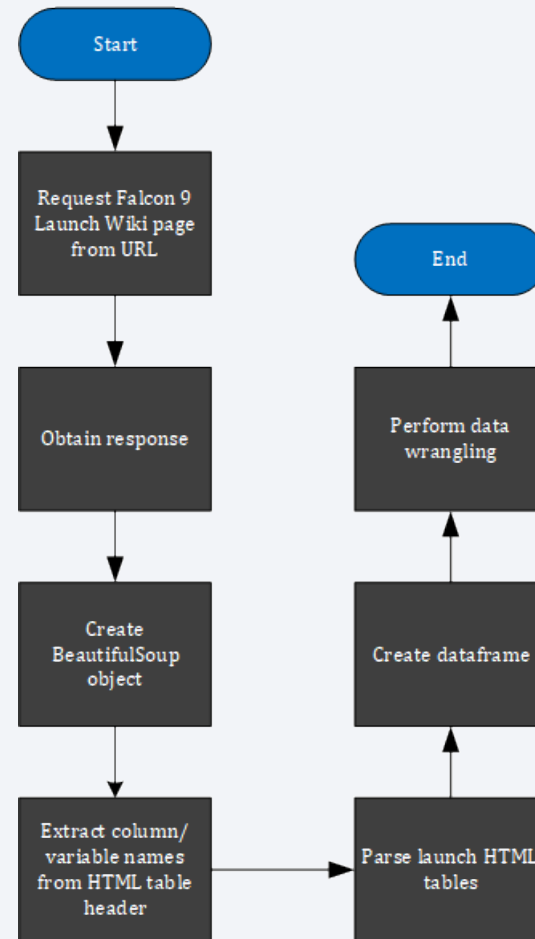 Start
Request Falcon 9
Launch Wiki page
from URL
Obtain response
Create
BeautifulSoup
object
Extract column/
variable names
from HTML table
header
Parse launch HTML
tables
Create dataframe
Perform data
wrangling
End